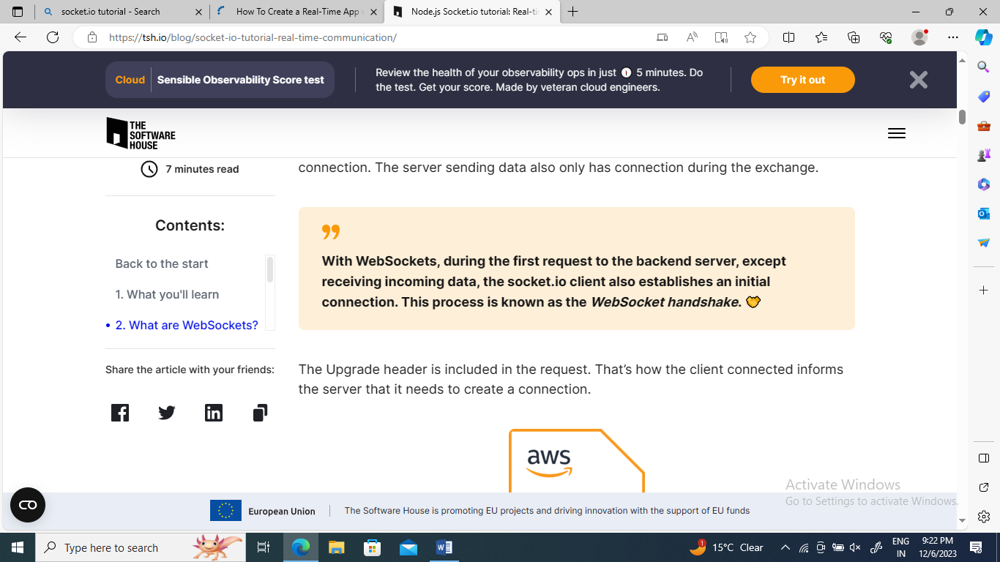 socket.io tutorial - Search
How To Create a Real-Time App
Node.js Socket.io tutorial: Real-ti
https://tsh.io/blog/socket-io-tutorial-real-time-communication/
Cloud
Sensible Observability Score test
Review the health of your observability ops in just 5 minutes. Do
the test. Get your score. Made by veteran cloud engineers.
Try it out
THE
SOFTWARE
HOUSE
7 minutes read
connection. The server sending data also only has connection during the exchange.
Contents:
Back to the start
1. What you'll learn
• 2. What are WebSockets?
With WebSockets, during the first request to the backend server, except
receiving incoming data, the socket.io client also establishes an initial
connection. This process is known as the WebSocket handshake.
Share the article with your friends:
The Upgrade header is included in the request. That’s how the client connected informs
the server that it needs to create a connection.
aws
Activate Windows
Go to Settings to activate Windows.
European Union
The Software House is promoting EU projects and driving innovation with the support of EU funds
Type here to search
1
15°C Clear
ENG
IN
9:22 PM
12/6/2023